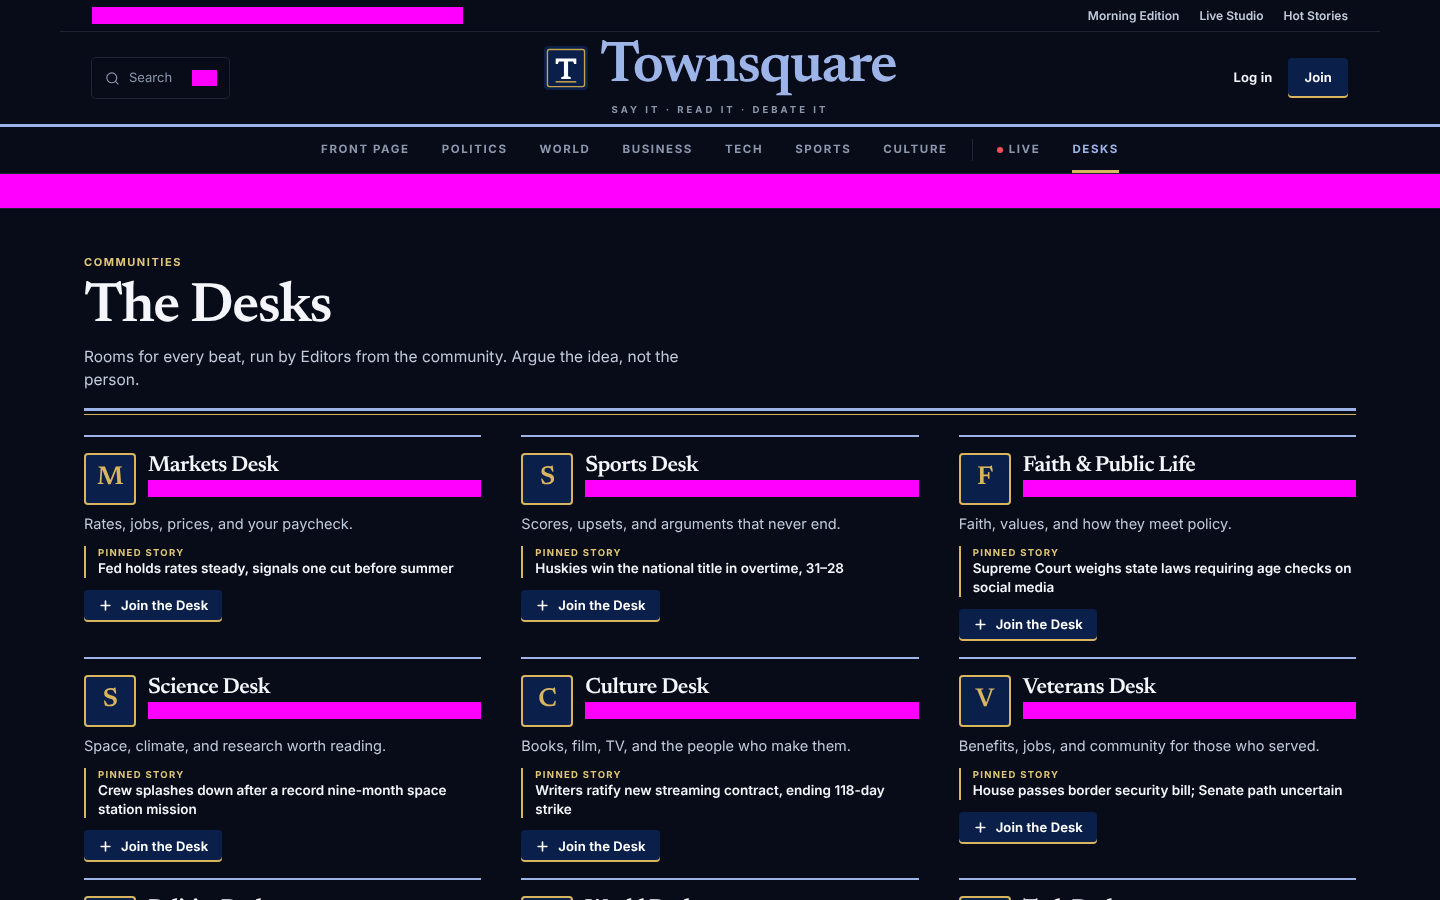 Morning Edition Live Studio Hot Stories
Search
T Townsquare
Log in Join
SAY IT · READ IT · DEBATE IT
FRONT PAGE POLITICS WORLD BUSINESS TECH SPORTS CULTURE LIVE DESKS
COMMUNITIES
The Desks
Rooms for every beat, run by Editors from the community. Argue the idea, not the
person.
M Markets Desk
Rates, jobs, prices, and your paycheck.
PINNED STORY
Fed holds rates steady, signals one cut before summer
Join the Desk
S Sports Desk
Scores, upsets, and arguments that never end.
PINNED STORY
Huskies win the national title in overtime, 31–28
Join the Desk
F Faith & Public Life
Faith, values, and how they meet policy.
PINNED STORY
Supreme Court weighs state laws requiring age checks on
social media
Join the Desk
S Science Desk
Space, climate, and research worth reading.
PINNED STORY
Crew splashes down after a record nine-month space
station mission
Join the Desk
C Culture Desk
Books, film, TV, and the people who make them.
PINNED STORY
Writers ratify new streaming contract, ending 118-day
strike
Join the Desk
V Veterans Desk
Benefits, jobs, and community for those who served.
PINNED STORY
House passes border security bill; Senate path uncertain
Join the Desk